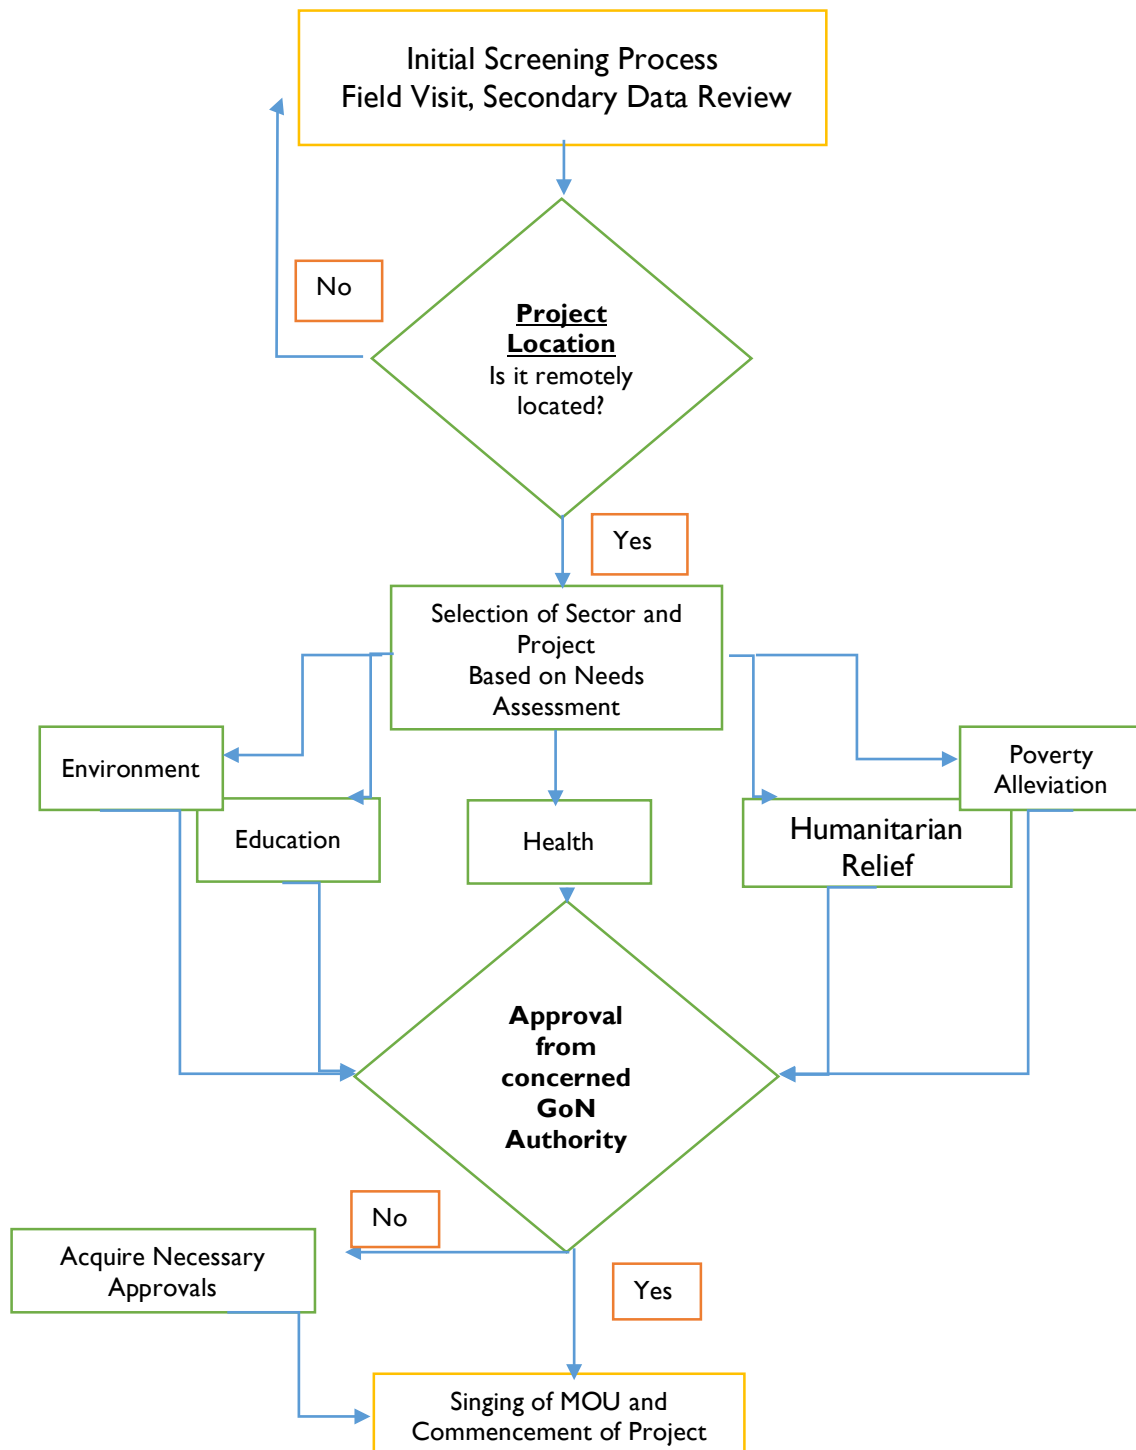 Initial Screening Process
Field Visit, Secondary Data Review
No
Project
Location
Is it remotely
located?
Yes
Selection of Sector and
Project
Based on Needs
Assessment
Environment
Education
Health
Humanitarian
Relief
Poverty
Alleviation
Approval
from
concerned
GoN
Authority
No
Acquire Necessary
Approvals
Yes
Singing of MOU and
Commencement of Project